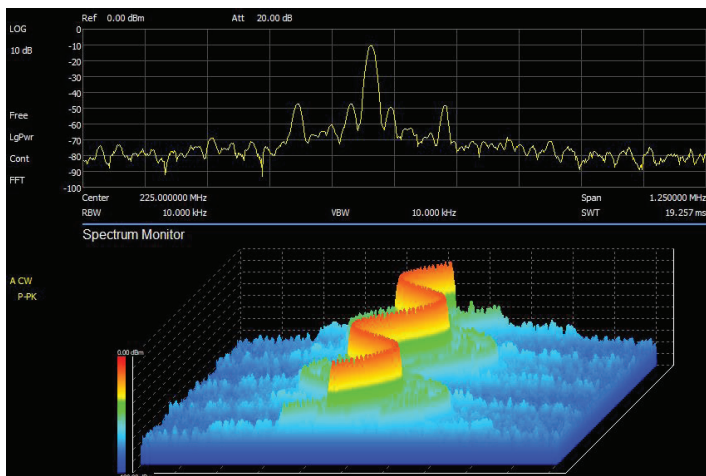 Ref 0.00 dBm Att 20.00 dB
LOG
10 dB
Free
LgPwr
Cont
FFT
0
-10
-20
-30
-40
-50
-60
-70
-80
-90
-100
Center 225.000000 MHz Span 1.250000 MHz
RBW 10.000 kHz VBW 10.000 kHz SWT 19.257 ms
Spectrum Monitor
A CW
P-PK
0.00 dBm